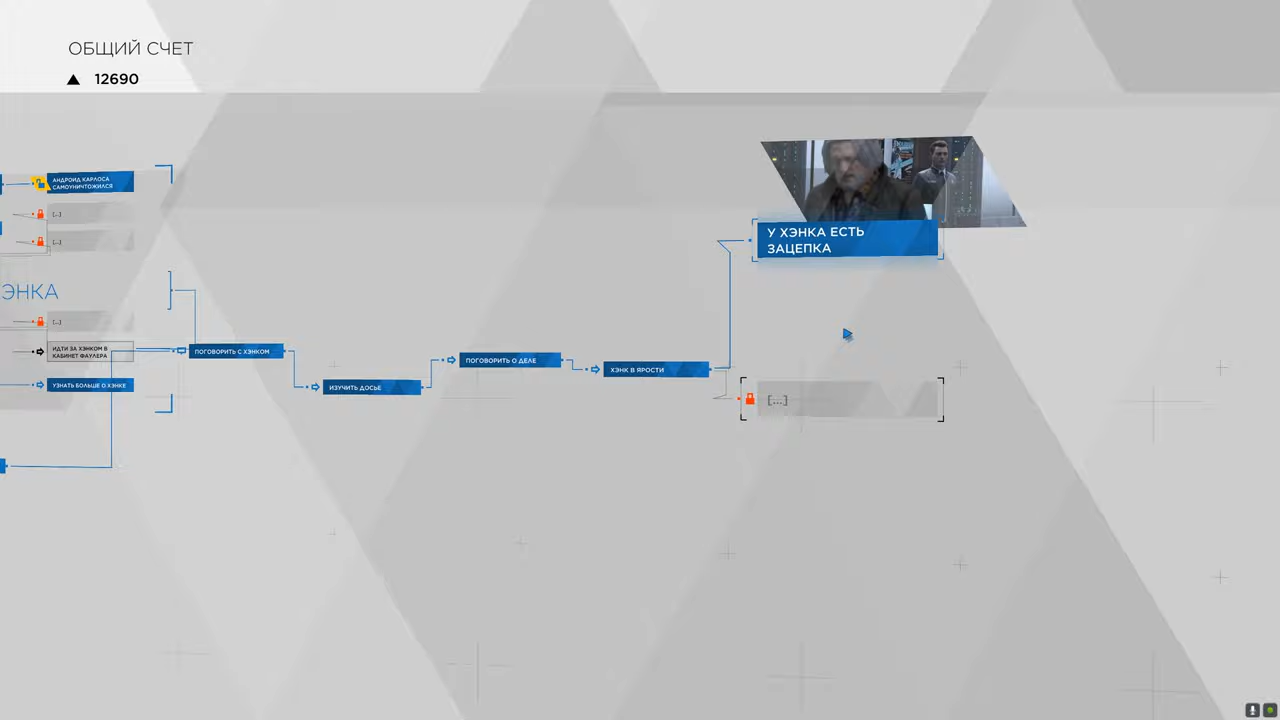 ОБЩИЙ СЧЕТ
12690
АНДРОИД КАРЛОСА
САМОУНИЧТОЖИЛСЯ
[...]
[...]
ЭНКА
[...]
ИДТИ ЗА ХЭНКОМ В
КАБИНЕТ ФАУЛЕРА
УЗНАТЬ БОЛЬШЕ О ХЭНКЕ
ПОГОВОРИТЬ С ХЭНКОМ
ИЗУЧИТЬ ДОСЬЕ
ПОГОВОРИТЬ О ДЕЛЕ
ХЭНК В ЯРОСТИ
У ХЭНКА ЕСТЬ
ЗАЦЕПКА
[...]